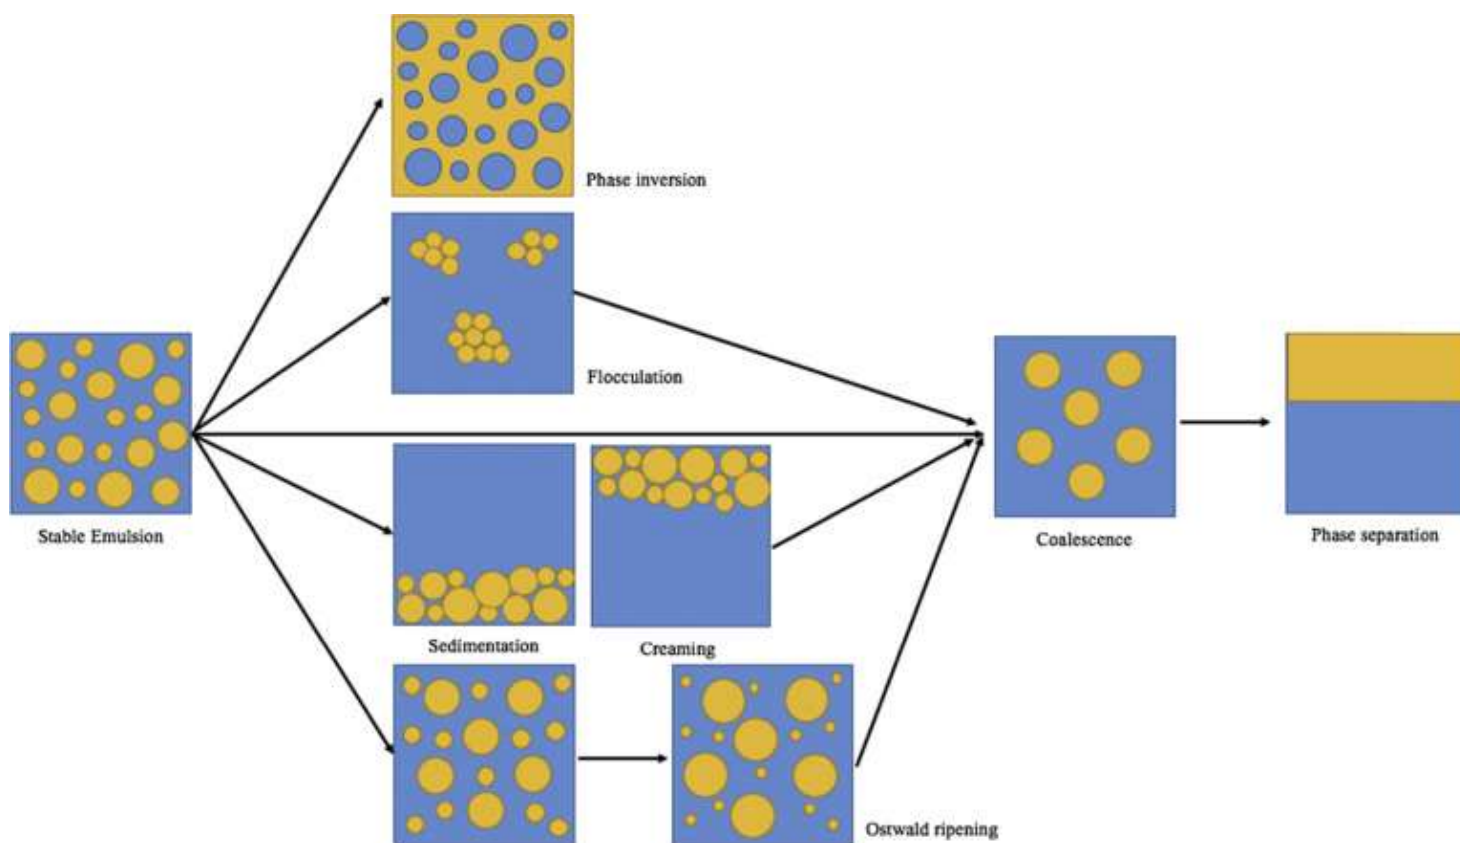 Phase inversion
Flocculation
Stable Emulsion
Coalescence
Phase separation
Sedimentation
Creaming
Ostwald ripening